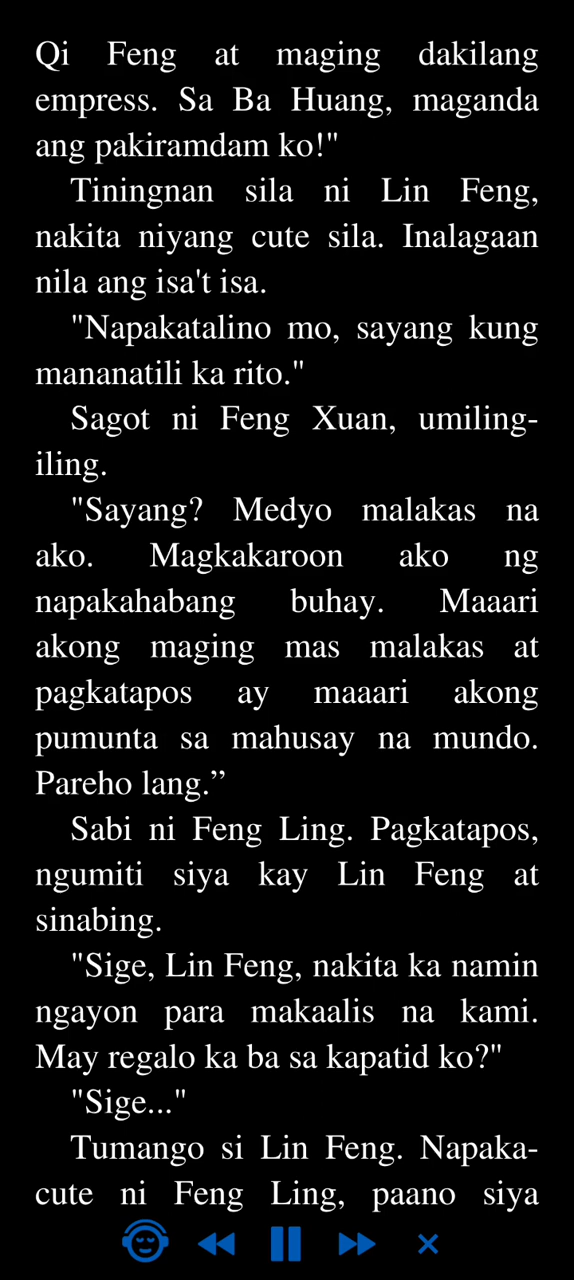 Qi Feng at maging dakilang
empress. Sa Ba Huang, maganda
ang pakiramdam ko!"
Tiningnan sila ni Lin Feng,
nakita niyang cute sila. Inalagaan
nila ang isa't isa.
"Napakatalino mo, sayang kung
mananatili ka rito."
Sagot ni Feng Xuan, umiling-
iling.
"Sayang? Medyo malakas na
ako. Magkakaroon ako ng
napakahabang buhay. Maaari
akong maging mas malakas at
pagkatapos ay maaari akong
pumunta sa mahusay na mundo.
Pareho lang.”
Sabi ni Feng Ling. Pagkatapos,
ngumiti siya kay Lin Feng at
sinabing.
"Sige, Lin Feng, nakita ka namin
ngayon para makaalis na kami.
May regalo ka ba sa kapatid ko?"
"Sige..."
Tumango si Lin Feng. Napaka-
cute ni Feng Ling, paano siya